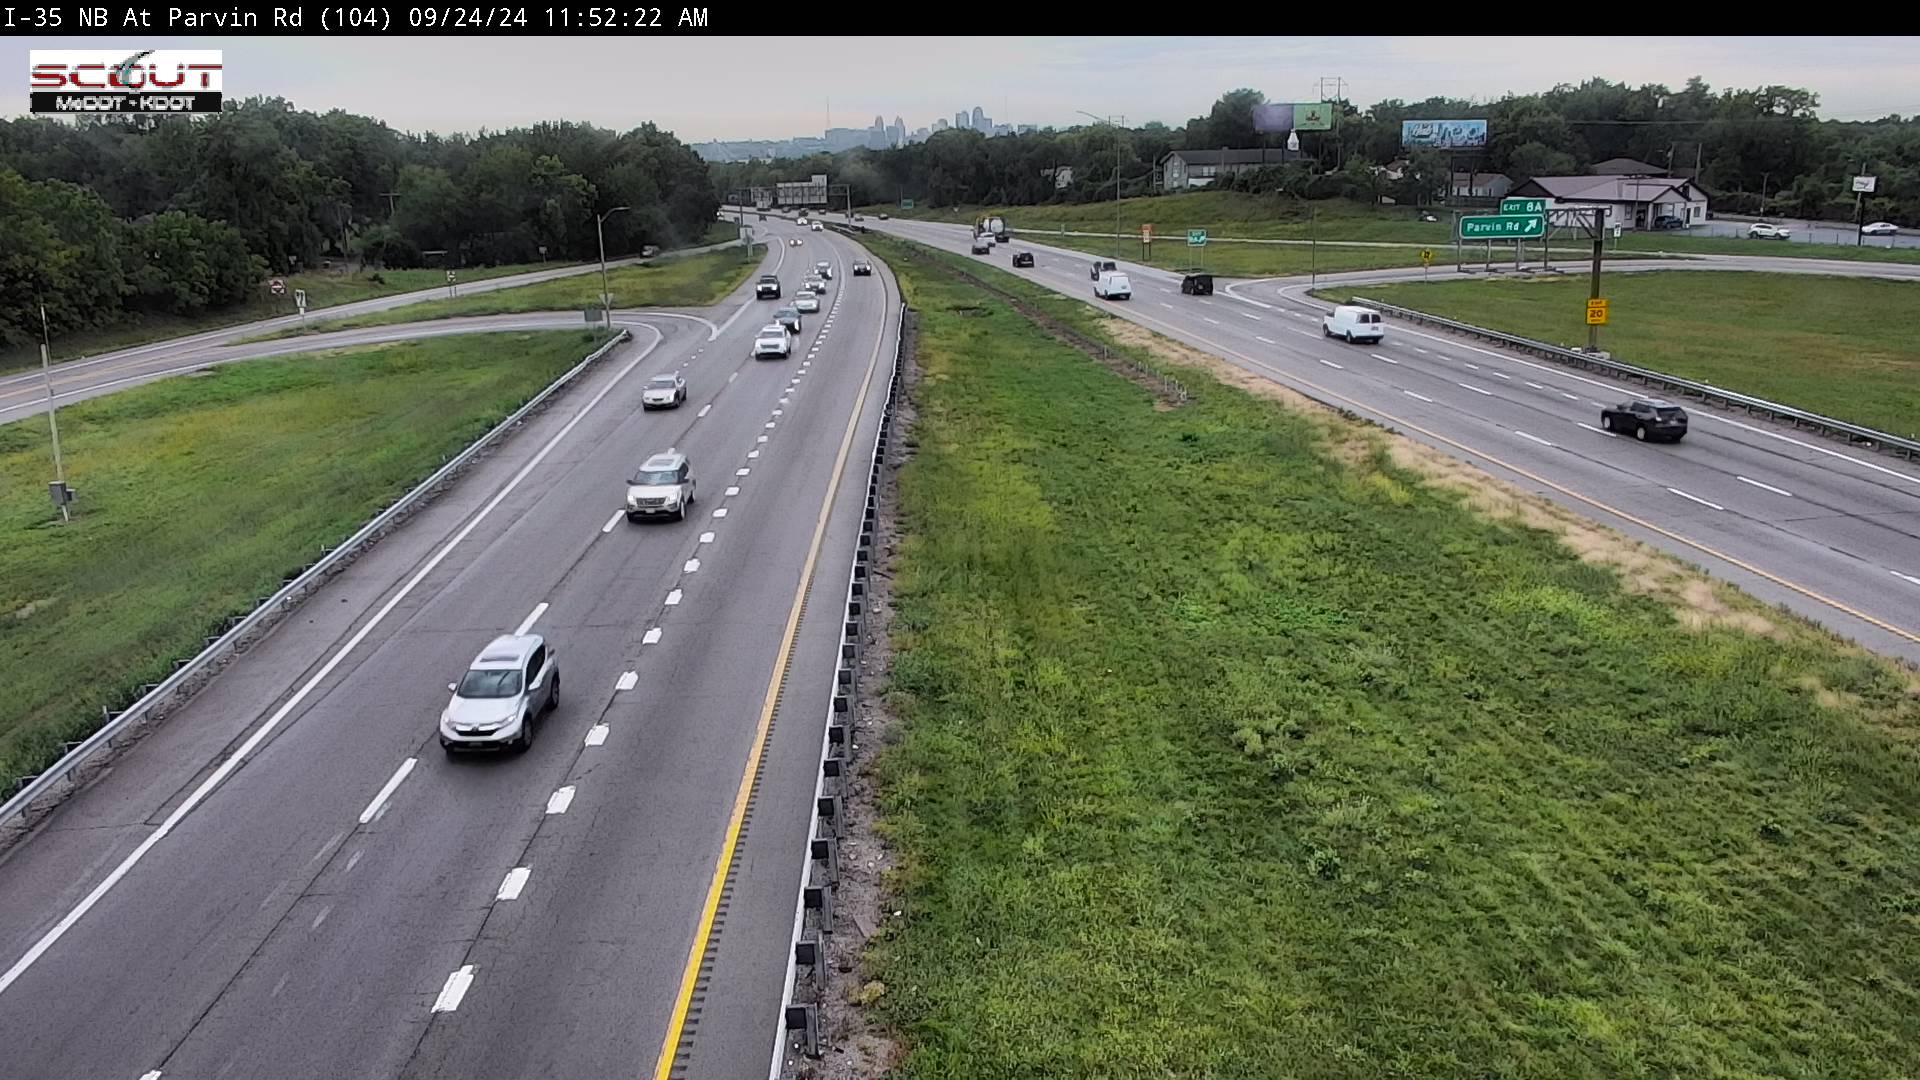 I-35 NB At Parvin Rd (104) 09/24/24 11:52:22 AM
SCOUT
MoDOT - KDOT
EXIT 8A
Parvin Rd
20